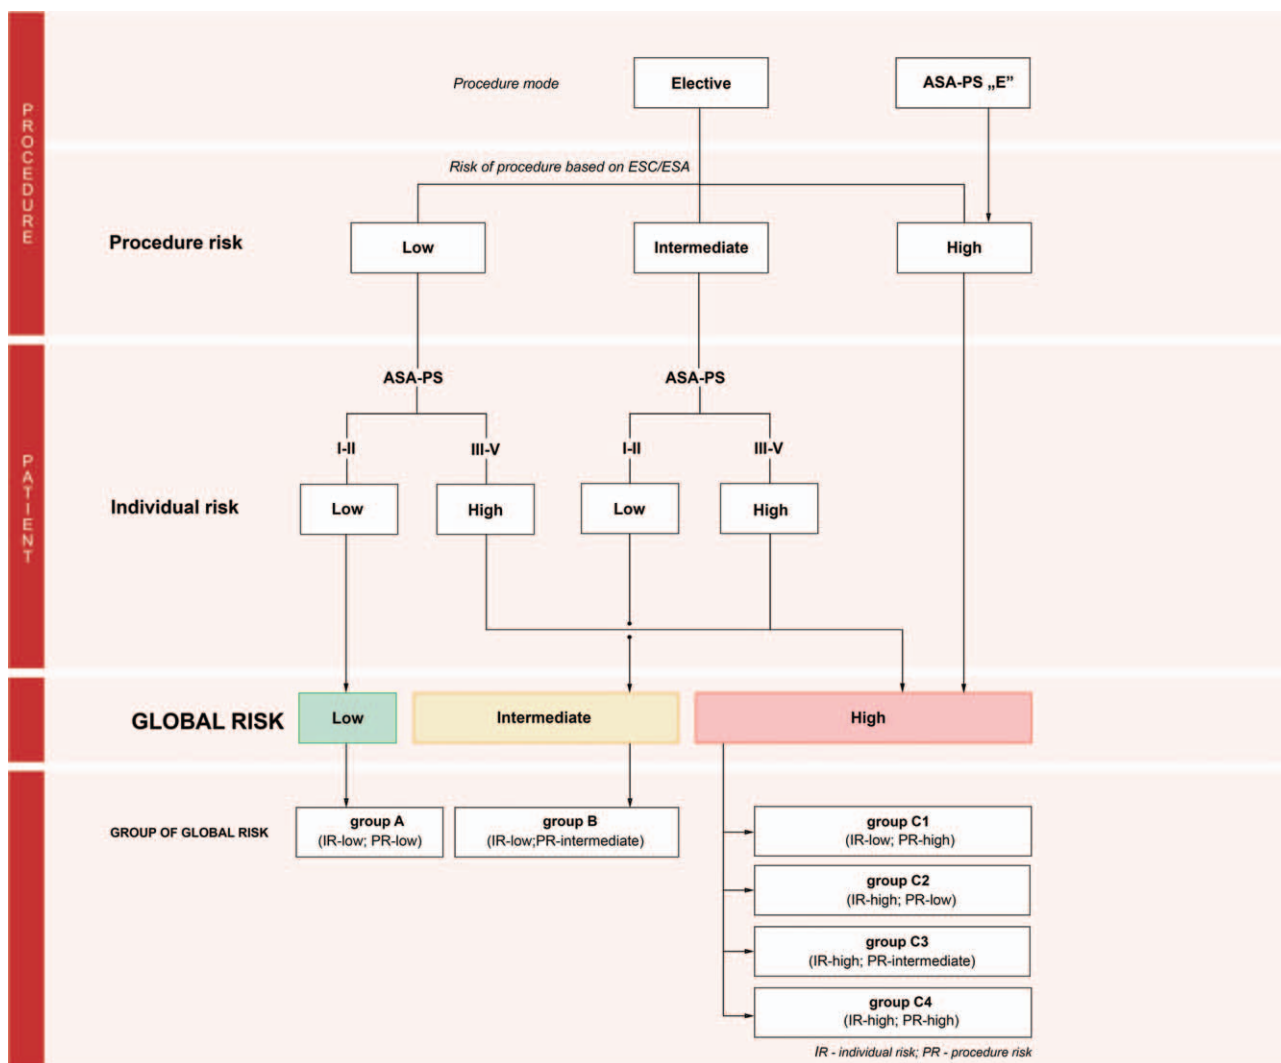 PROCEDURE
Procedure mode
Elective
ASA-PS „E”
Risk of procedure based on ESC/ESA
Procedure risk
Low
Intermediate
High
PATIENT
ASA-PS
ASA-PS
I-II
III-V
I-II
III-V
Individual risk
Low
High
Low
High
GLOBAL RISK
Low
Intermediate
High
GROUP OF GLOBAL RISK
group A
(IR-low; PR-low)
group B
(IR-low;PR-intermediate)
group C1
(IR-low; PR-high)
group C2
(IR-high; PR-low)
group C3
(IR-high; PR-intermediate)
group C4
(IR-high; PR-high)
IR - individual risk; PR - procedure risk